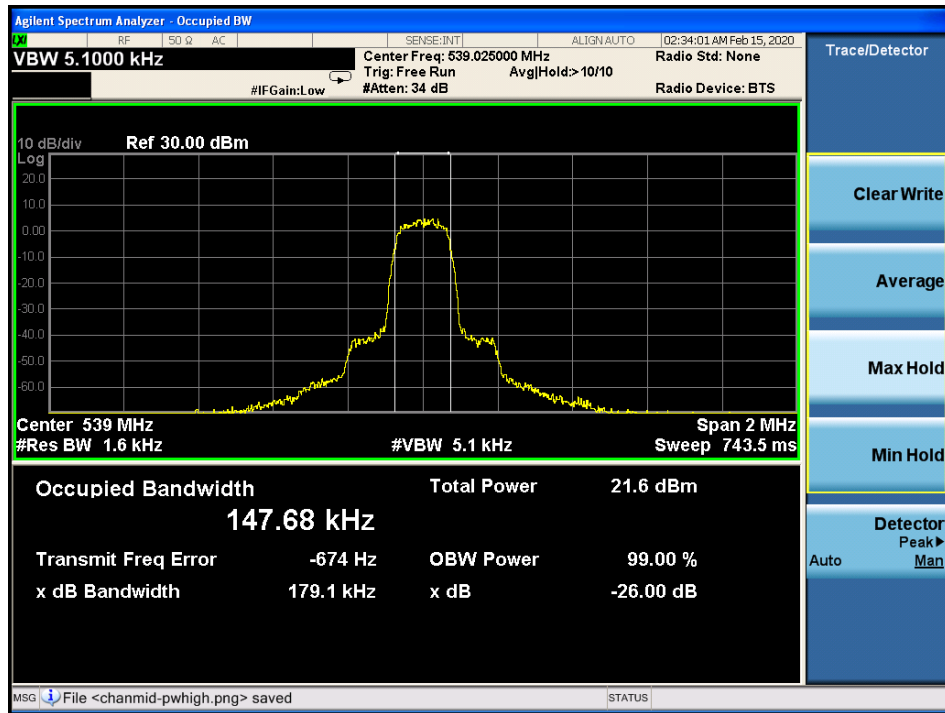 Agilent Spectrum Analyzer - Occupied BW
LXI RF 50 Ω AC SENSE:INT ALIGN AUTO 02:34:01 AM Feb 15, 2020
VBW 5.1000 kHz
Center Freq: 539.025000 MHz Radio Std: None
Trig: Free Run Avg|Hold:> 10/10
#IFGain:Low #Atten: 34 dB Radio Device: BTS
Trace/Detector
10 dB/div Ref 30.00 dBm
Log
20.0
10.0
0.00
-10.0
-20.0
-30.0
-40.0
-50.0
-60.0
Center 539 MHz Span 2 MHz
#Res BW 1.6 kHz #VBW 5.1 kHz Sweep 743.5 ms
Occupied Bandwidth Total Power 21.6 dBm
147.68 kHz
Transmit Freq Error -674 Hz OBW Power 99.00 %
x dB Bandwidth 179.1 kHz x dB -26.00 dB
Clear Write
Average
Max Hold
Min Hold
Detector
Peak▶
Auto Man
MSG File <chanmid-pwhigh.png> saved STATUS